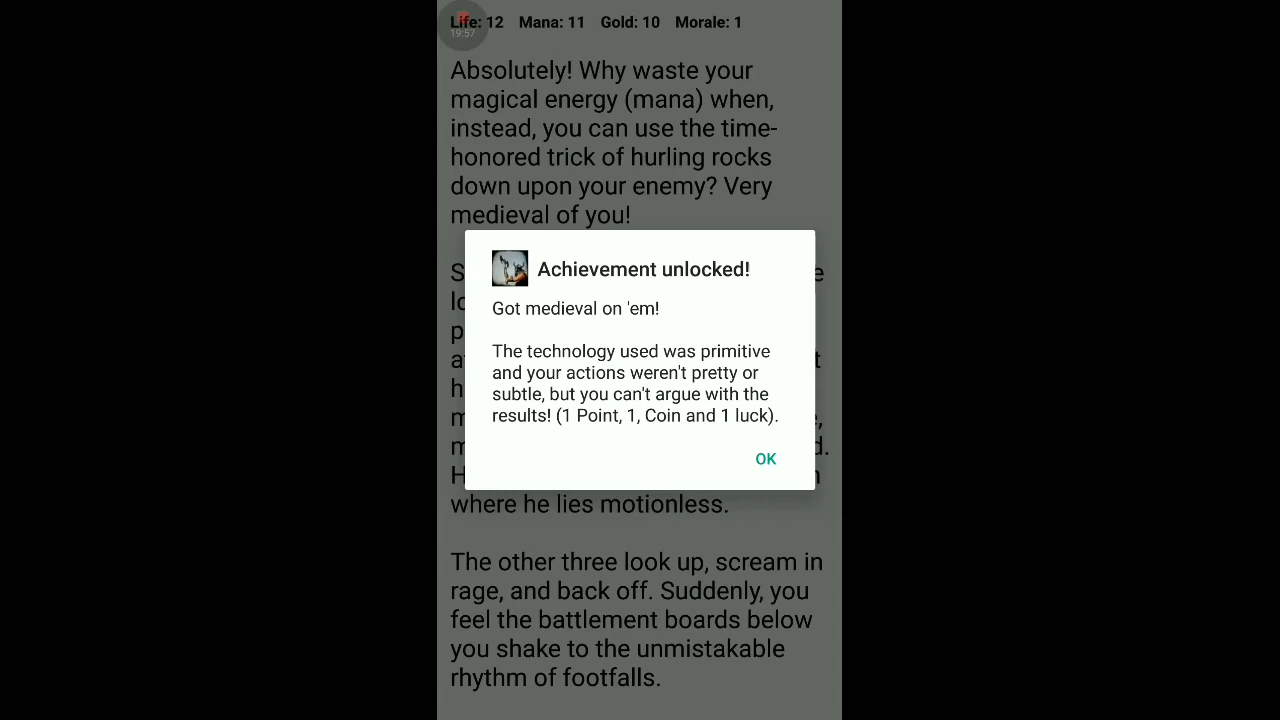 Life: 12 Mana: 11 Gold: 10 Morale: 1
19:57
Absolutely! Why waste your
magical energy (mana) when,
instead, you can use the time-
honored trick of hurling rocks
down upon your enemy? Very
medieval of you!
Achievement unlocked!
Got medieval on 'em!
The technology used was primitive
and your actions weren't pretty or
subtle, but you can't argue with the
results! (1 Point, 1, Coin and 1 luck).
OK
where he lies motionless.
The other three look up, scream in
rage, and back off. Suddenly, you
feel the battlement boards below
you shake to the unmistakable
rhythm of footfalls.